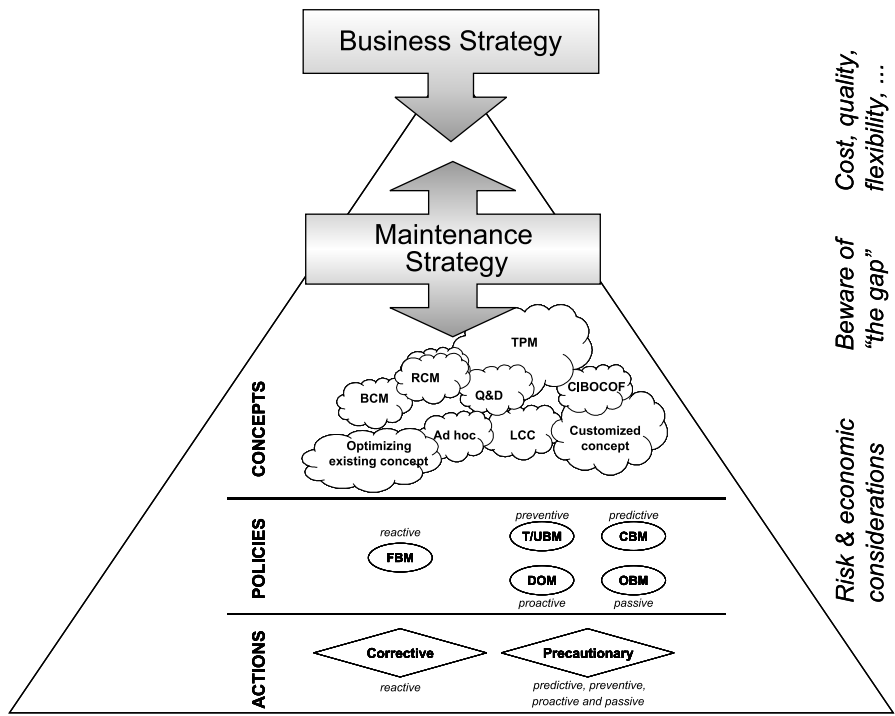 Business Strategy
Cost, quality,
flexibility, ...
Maintenance
Strategy
Beware of
“the gap”
CONCEPTS
TPM
RCM
BCM
Q&D
CIBOCOF
Optimizing
existing concept
Ad hoc
LCC
Customized
concept
Risk & economic
considerations
POLICIES
reactive
FBM
preventive
T/UBM
predictive
CBM
DOM
proactive
OBM
passive
ACTIONS
Corrective
reactive
Precautionary
predictive, preventive,
proactive and passive